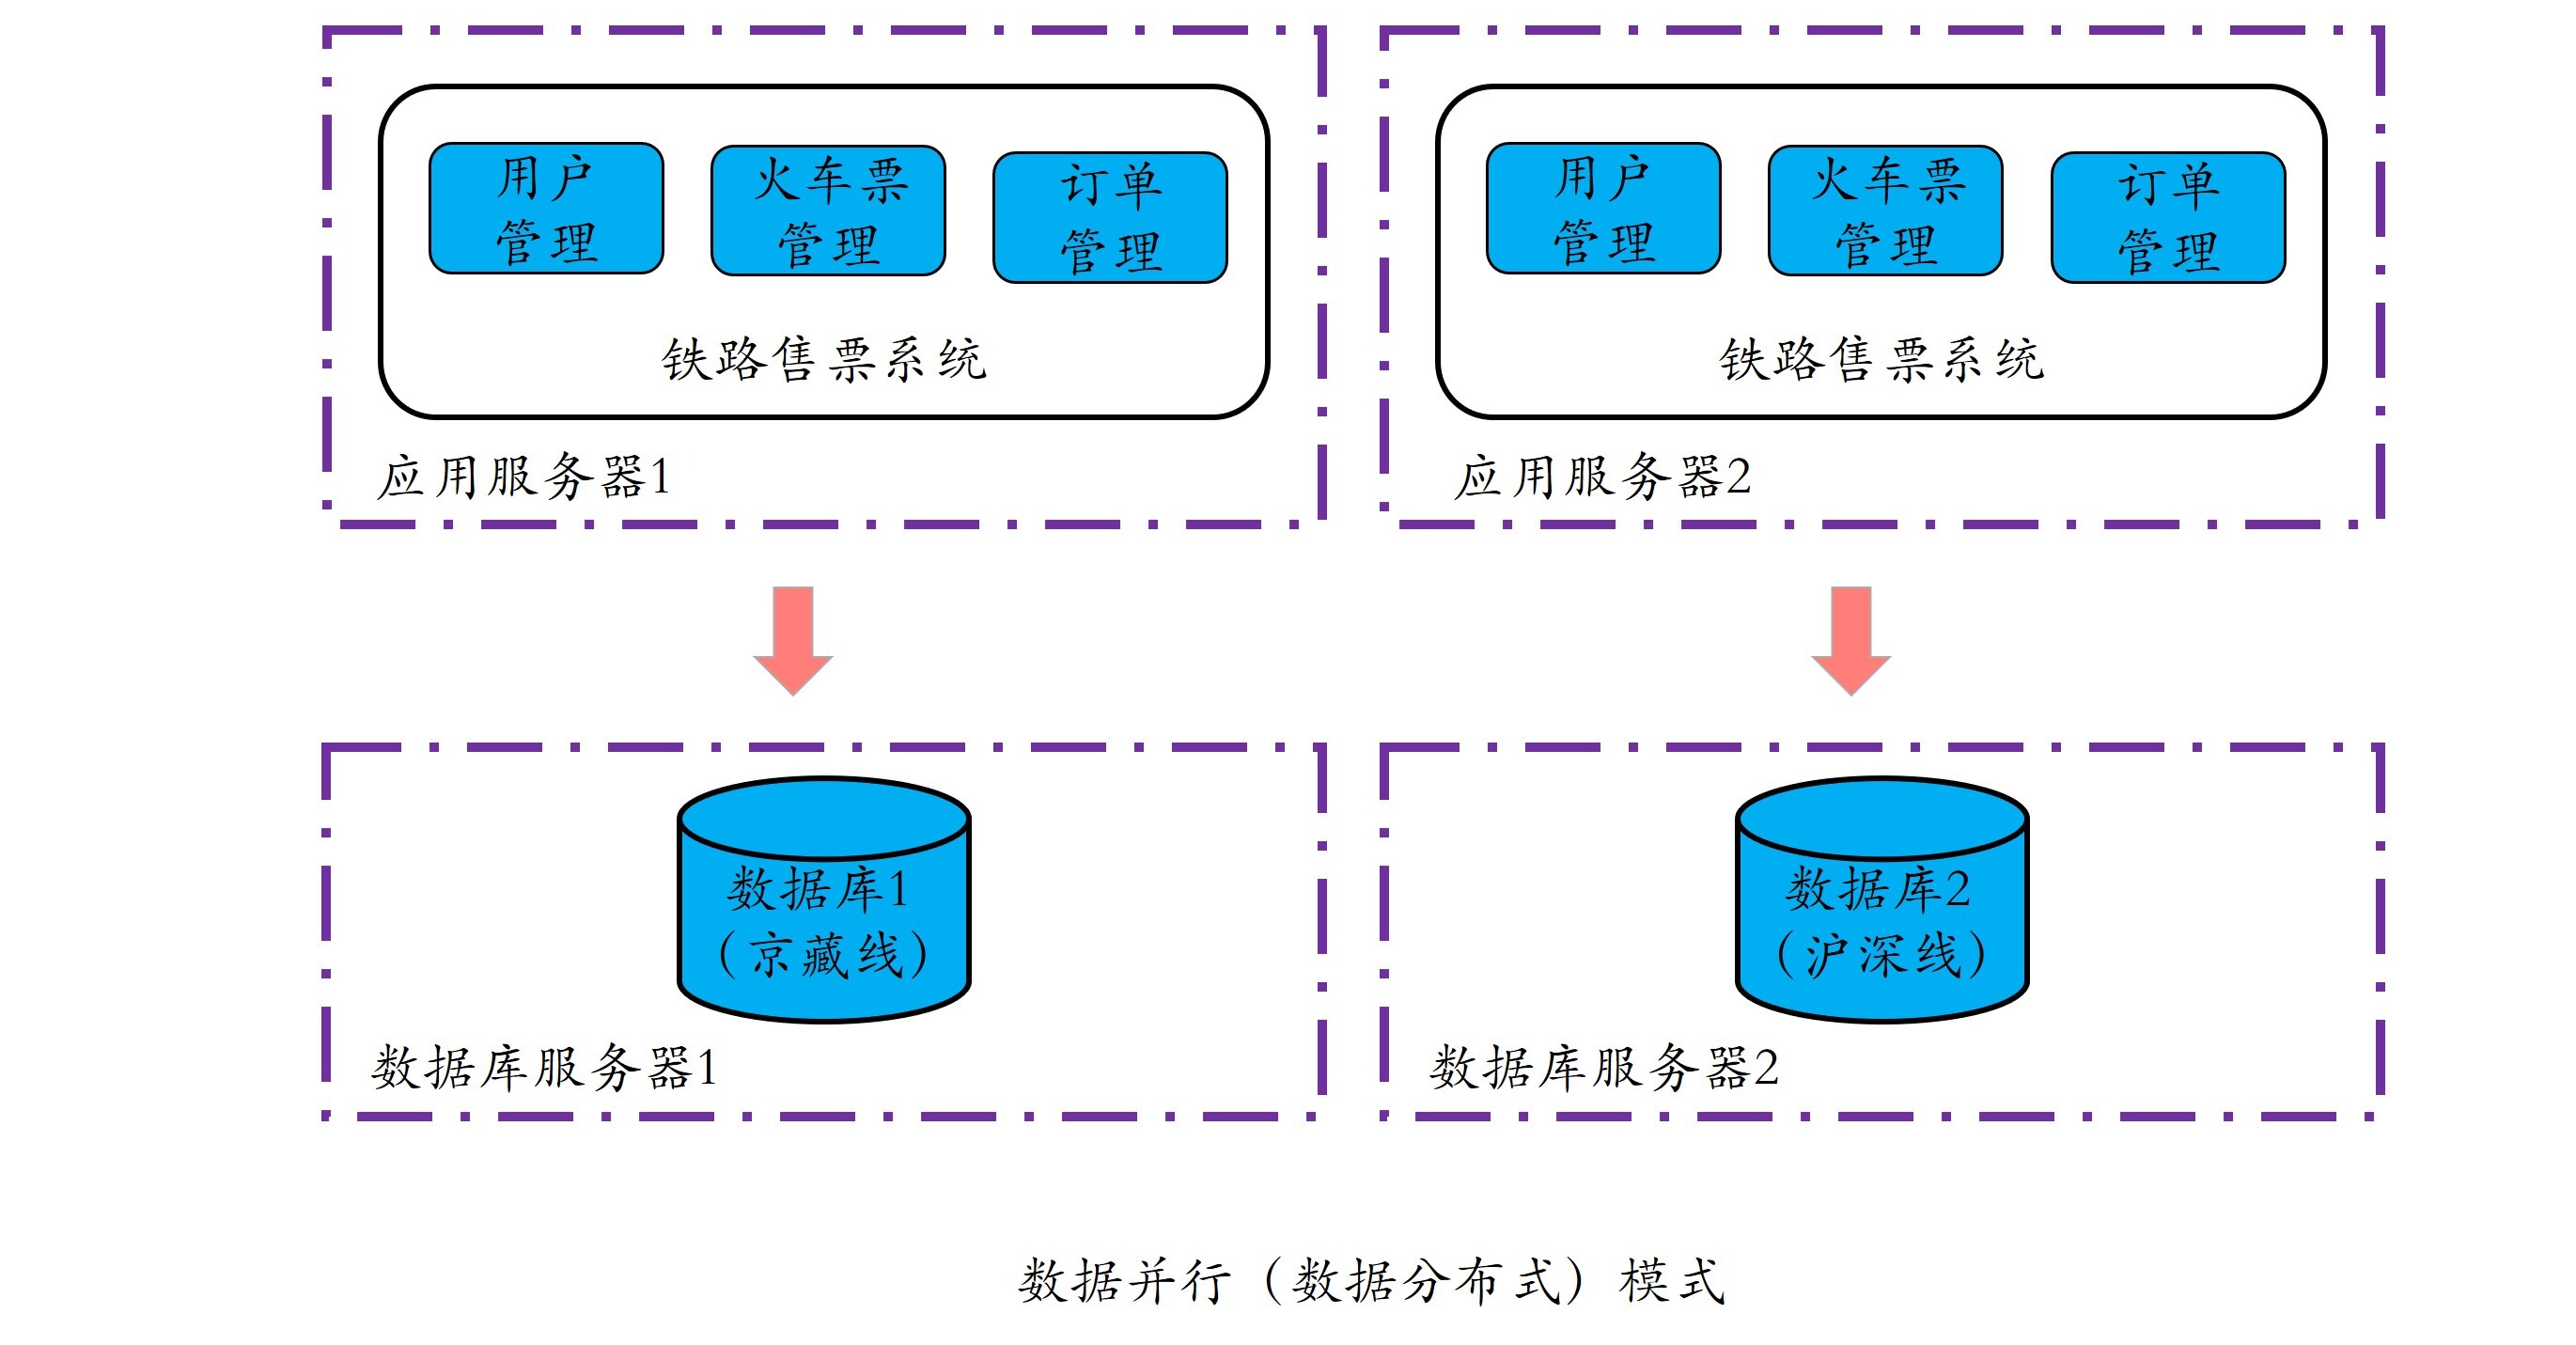 用户
管理
火车票
管理
订单
管理
铁路售票系统
应用服务器1
用户
管理
火车票
管理
订单
管理
铁路售票系统
应用服务器2
数据库1
（京藏线）
数据库服务器1
数据库2
（沪深线）
数据库服务器2
数据并行（数据分布式）模式